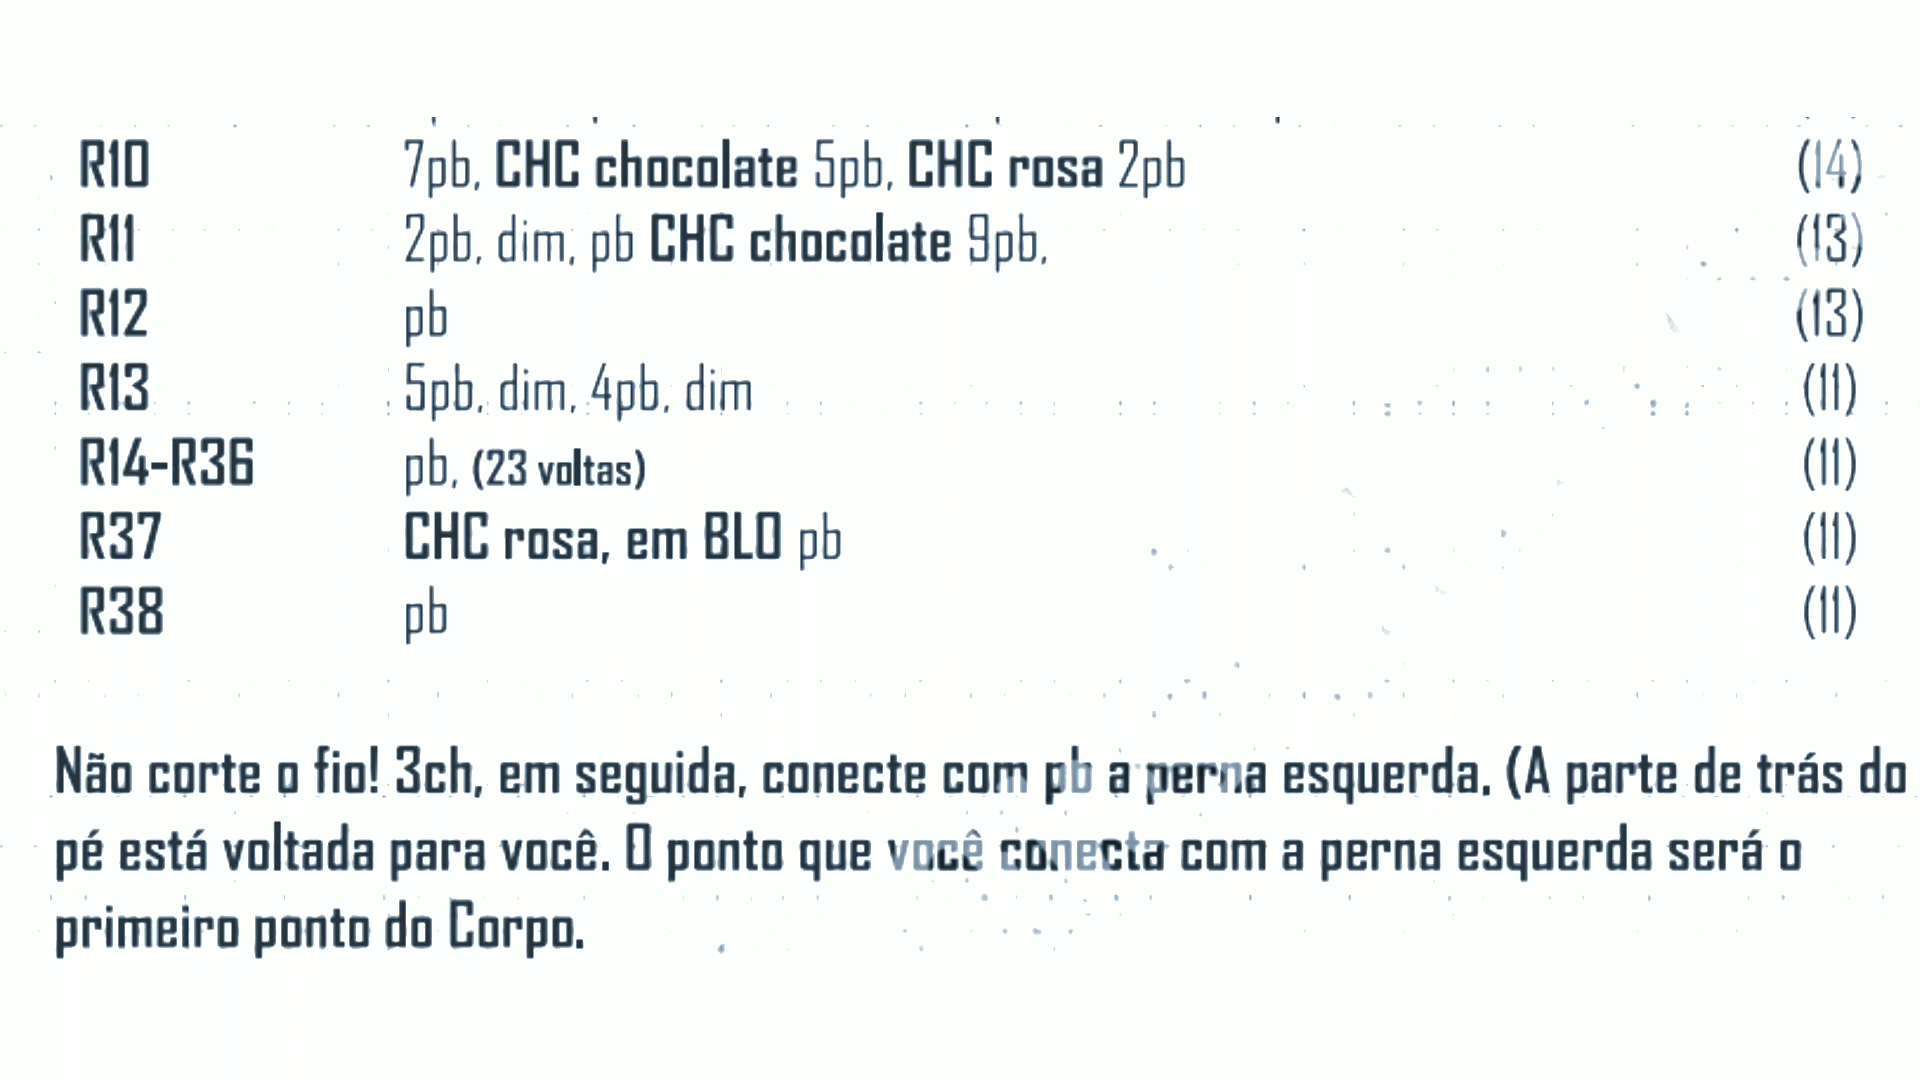 R10 7pb, CHC chocolate 5pb, CHC rosa 2pb (14)
R11 2pb, dim, pb CHC chocolate 9pb, (13)
R12 pb (13)
R13 5pb, dim, 4pb, dim (11)
R14-R36 pb, (23 voltas) (11)
R37 CHC rosa, em BLO pb (11)
R38 pb (11)
Não corte o fio! 3ch, em seguida, conecte com pb a perna esquerda. (A parte de trás do
pé está voltada para você. O ponto que você conecta com a perna esquerda será o
primeiro ponto do Corpo.